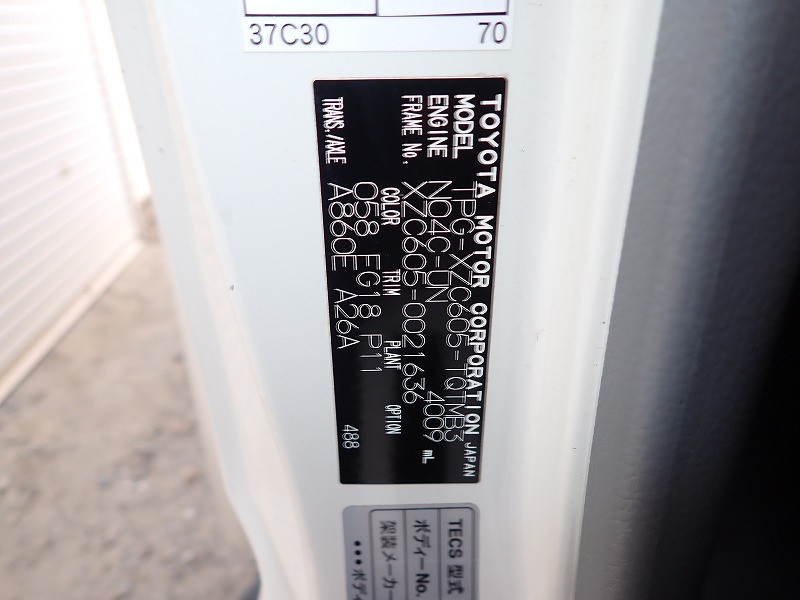 37C30 70
TOYOTA MOTOR CORPORATION JAPAN
MODEL TPG-XZC605-TQTMB3
ENGINE N04C-UN 4009 mL
FRAME No. XZC605-0021636
COLOR TRIM PLANT OPTION
058 EG18 P11
TRANS./AXLE A860E A26A 488
TECS 型式
ボディーNo.
架装メーカー
●●●ボデ